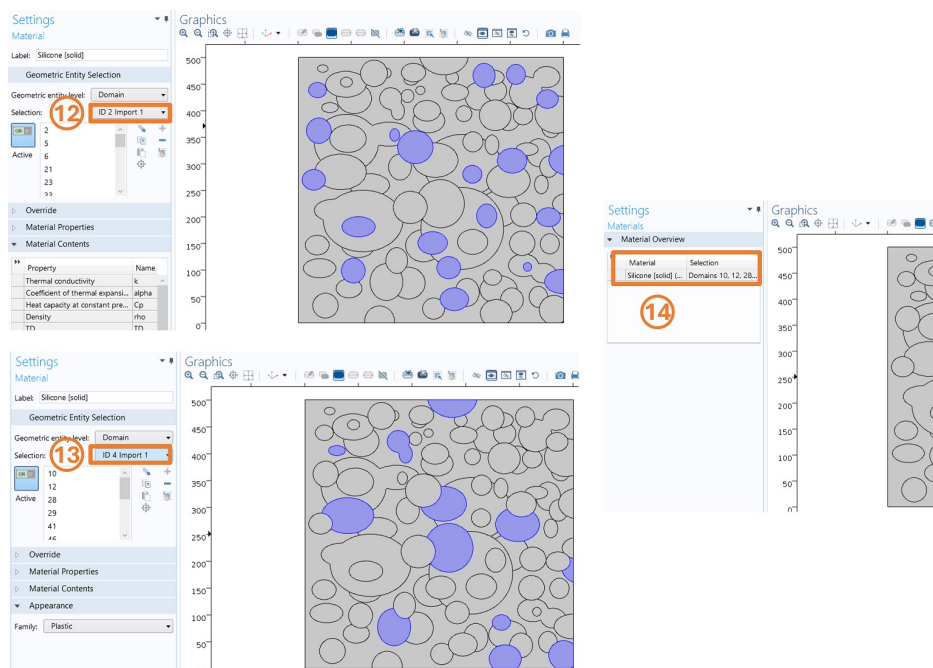 Settings
Material
Label: Silicone [solid]
Geometric Entity Selection
Geometric entity level: Domain
Selection: 12 ID 2 Import 1
ON
Active
2
5
6
21
23
33
Override
Material Properties
Material Contents
Property Name
Thermal conductivity k
Coefficient of thermal expansi... alpha
Heat capacity at constant pre... Cp
Density rho
TD TD
Graphics
500
450
400
350
300
250
200
150
100
50
0
Settings
Material
Label: Silicone [solid]
Geometric Entity Selection
Geometric entity level: Domain
Selection: 13 ID 4 Import 1
Active
10
12
28
29
41
46
Override
Material Properties
Material Contents
Appearance
Family: Plastic
Graphics
500
450
400
350
300
250
200
150
100
50
Settings
Materials
Material Overview
Material Selection
Silicone [solid] (... Domains 10, 12, 28...
14
Graphics
500
450
400
350
300
250
200
150
100
50
0